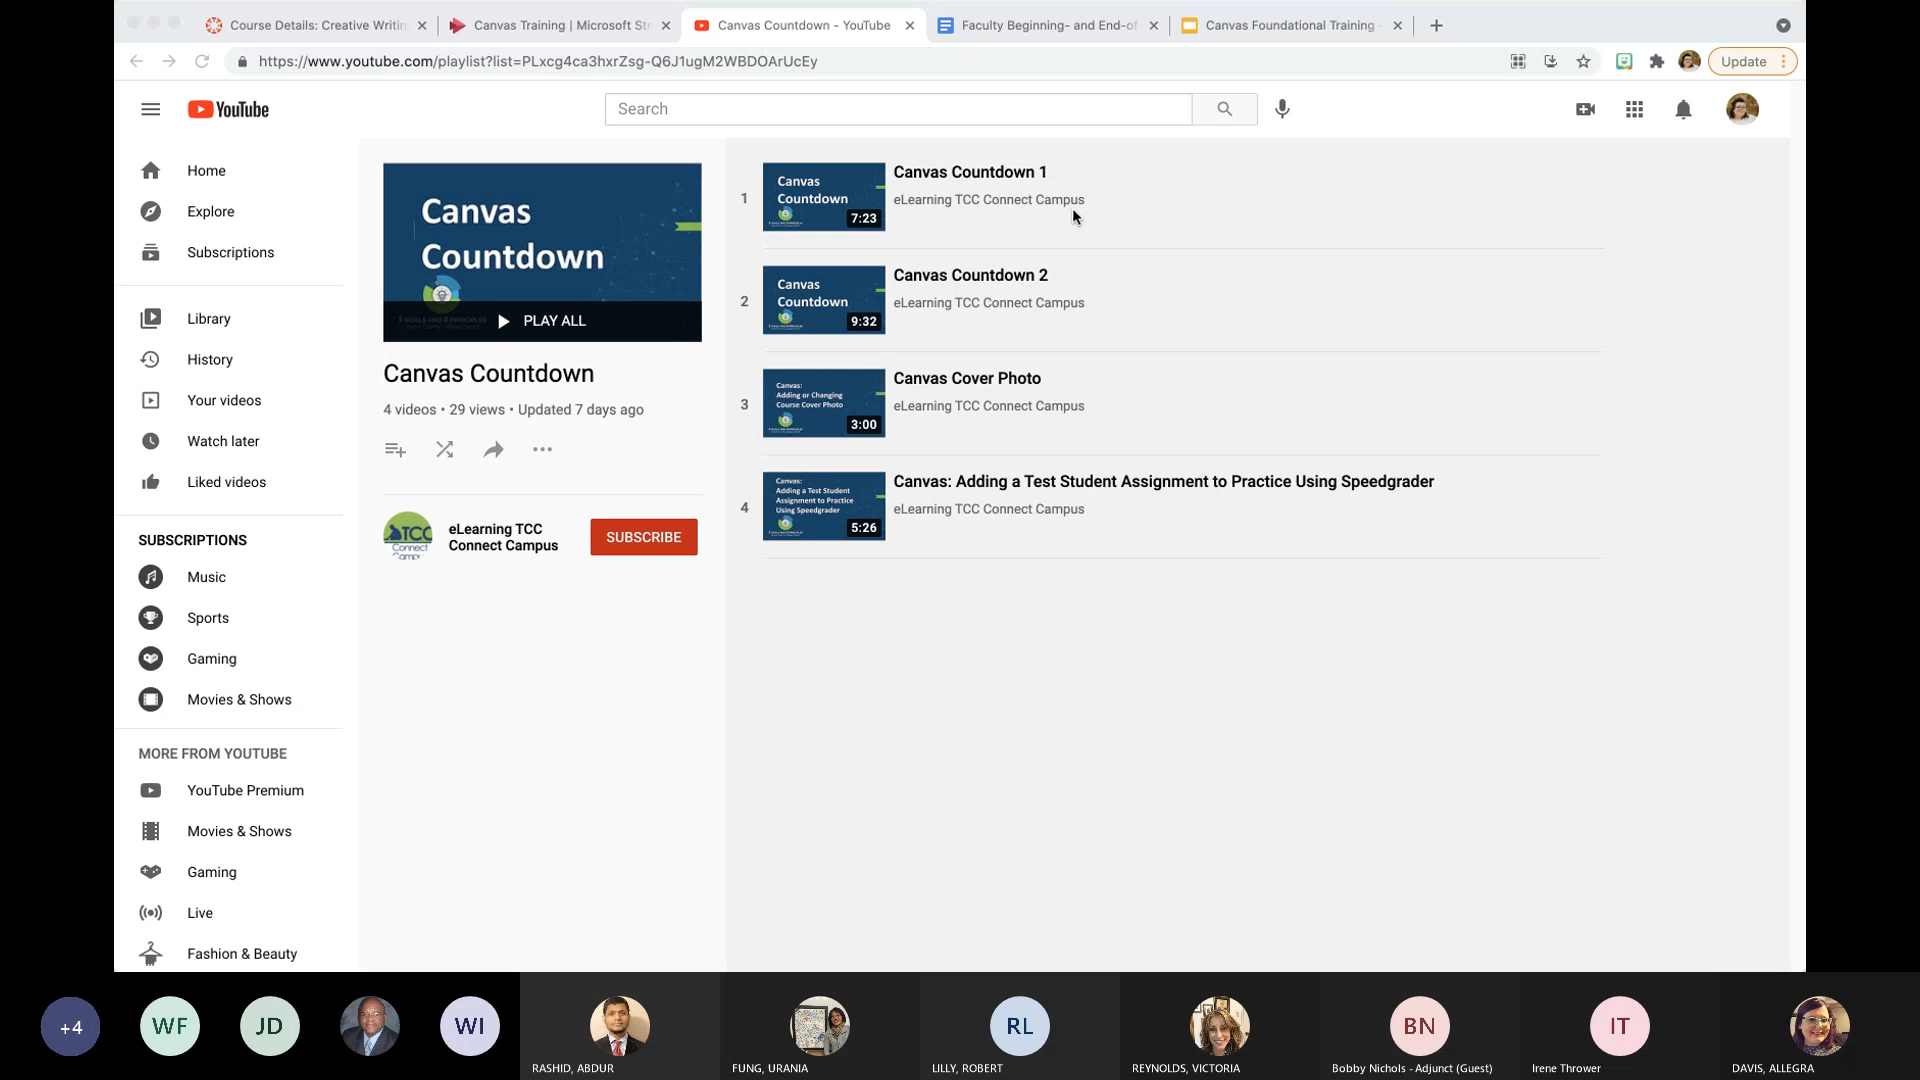 Course Details: Creative Writin
Canvas Training | Microsoft Str
Canvas Countdown - YouTube
Faculty Beginning- and End-of
Canvas Foundational Training -
https://www.youtube.com/playlist?list=PLxcg4ca3hxrZsg-Q6J1ugM2WBDOArUcEy
Update
YouTube
Search
Home
Explore
Subscriptions
Library
History
Your videos
Watch later
Liked videos
SUBSCRIPTIONS
Music
Sports
Gaming
Movies & Shows
MORE FROM YOUTUBE
YouTube Premium
Movies & Shows
Gaming
Live
Fashion & Beauty
Canvas
Countdown
PLAY ALL
Canvas Countdown
4 videos • 29 views • Updated 7 days ago
TCC
Connect
eLearning TCC
Connect Campus
SUBSCRIBE
1
Canvas
Countdown
7:23
Canvas Countdown 1
eLearning TCC Connect Campus
2
Canvas
Countdown
9:32
Canvas Countdown 2
eLearning TCC Connect Campus
3
Canvas:
Adding or Changing
Course Cover Photo
3:00
Canvas Cover Photo
eLearning TCC Connect Campus
4
Canvas:
Adding a Test Student
Assignment to Practice
Using Speedgrader
5:26
Canvas: Adding a Test Student Assignment to Practice Using Speedgrader
eLearning TCC Connect Campus
+4
WF
JD
WI
RASHID, ABDUR
FUNG, URANIA
RL
LILLY, ROBERT
REYNOLDS, VICTORIA
BN
Bobby Nichols - Adjunct (Guest)
IT
Irene Thrower
DAVIS, ALLEGRA